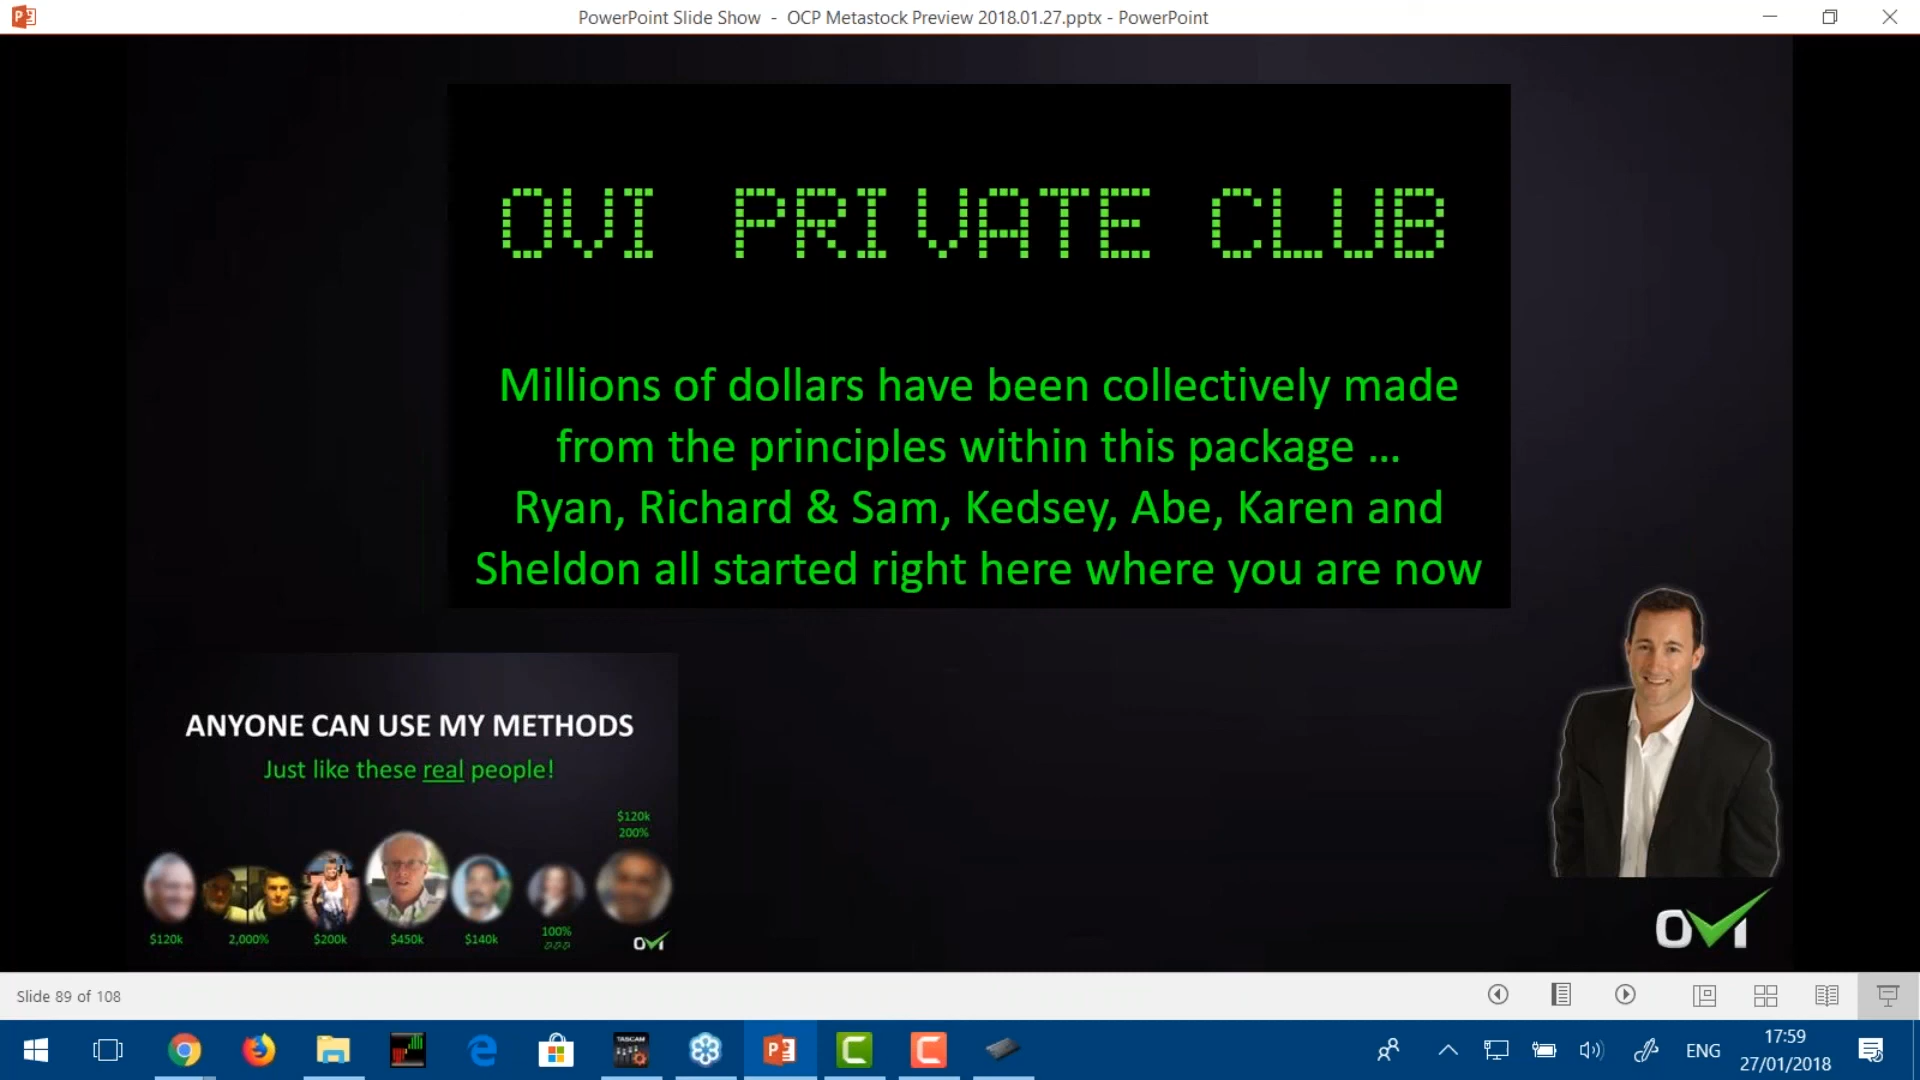 PowerPoint Slide Show - OCP Metastock Preview 2018.01.27.pptx - PowerPoint
OVI PRIVATE CLUB
Millions of dollars have been collectively made
from the principles within this package ...
Ryan, Richard & Sam, Kedsey, Abe, Karen and
Sheldon all started right here where you are now
ANYONE CAN USE MY METHODS
Just like these real people!
$120k
200%
$120k 2,000% $200k $450k $140k 100%
OVI
OVI
Slide 89 of 108
TASCAM
ENG
17:59
27/01/2018